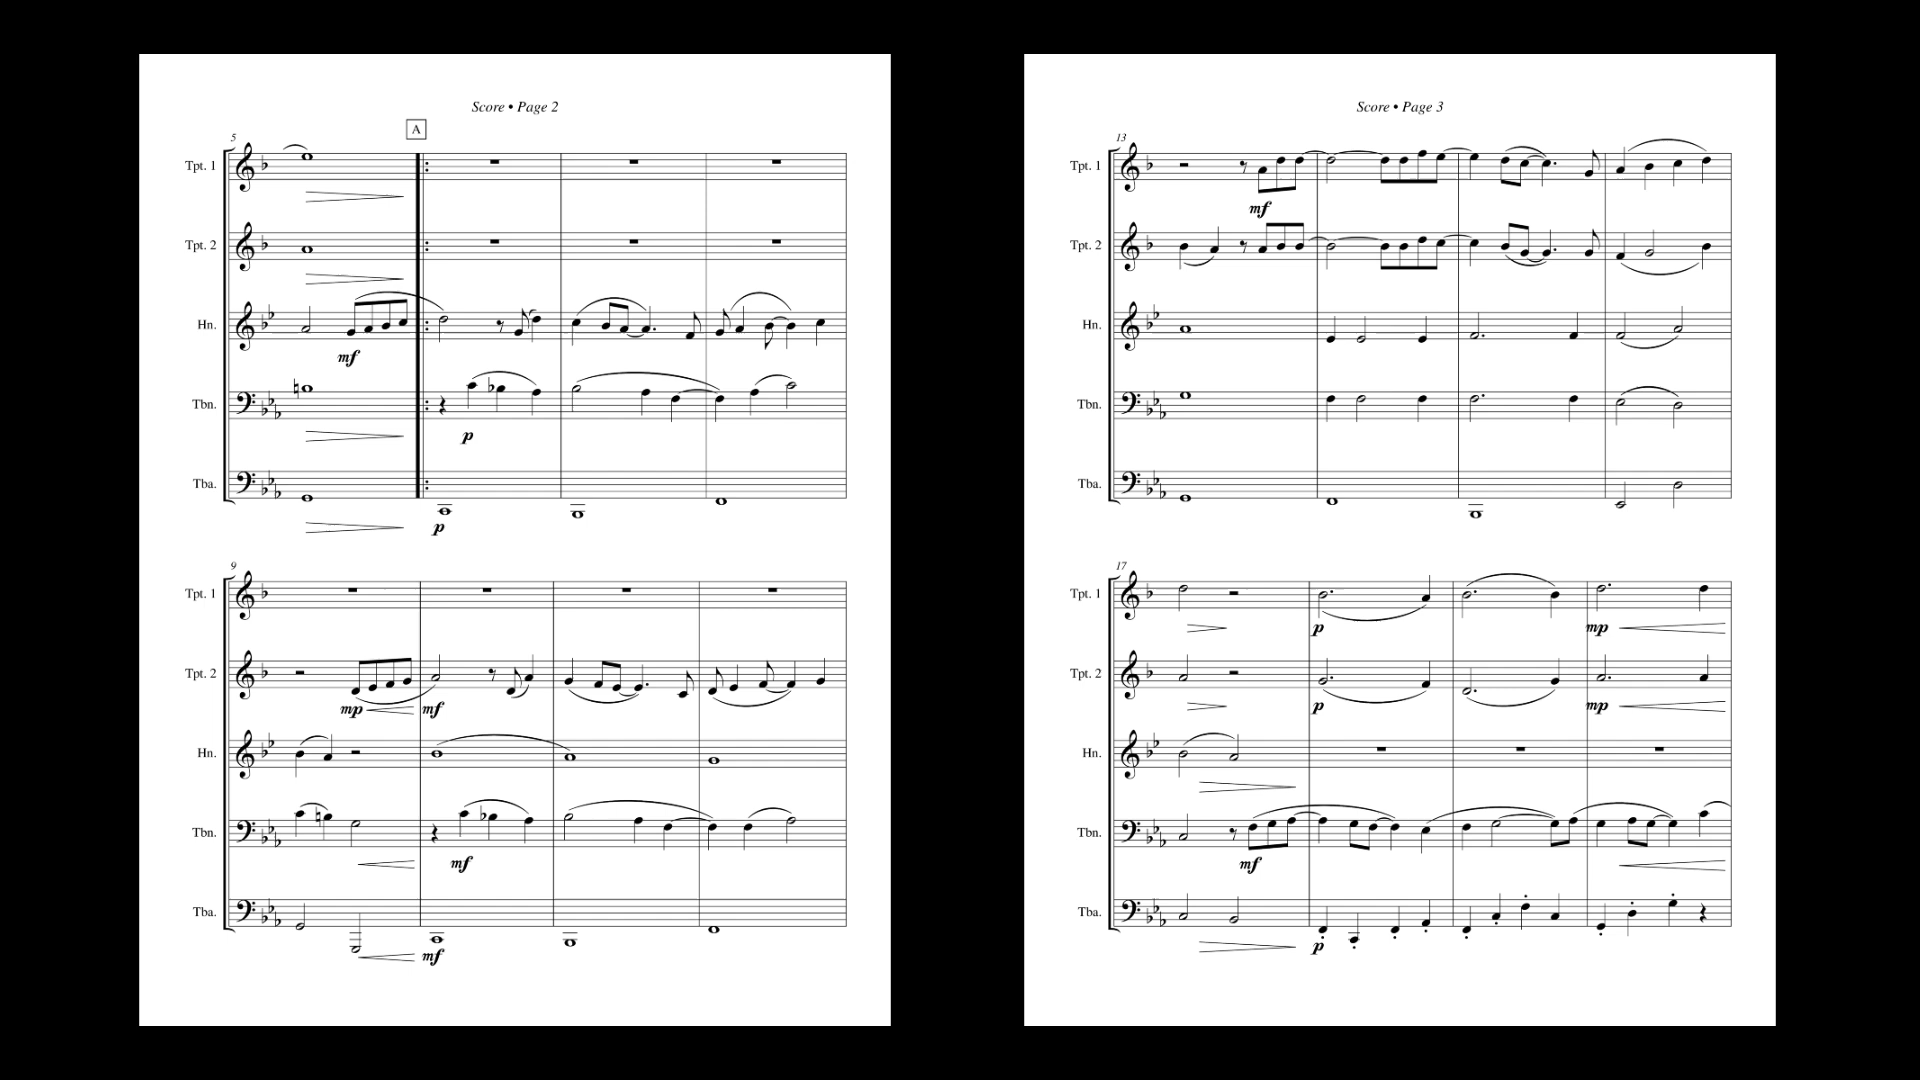 Score • Page 2
A
5
Tpt. 1
Tpt. 2
Hn.
mf
Tbn.
p
Tba.
p
9
Tpt. 1
Tpt. 2
mp mf
Hn.
Tbn.
mf
Tba.
mf
Score • Page 3
13
Tpt. 1
mf
Tpt. 2
Hn.
Tbn.
Tba.
17
Tpt. 1
p mp
Tpt. 2
p mp
Hn.
Tbn.
mf
Tba.
p